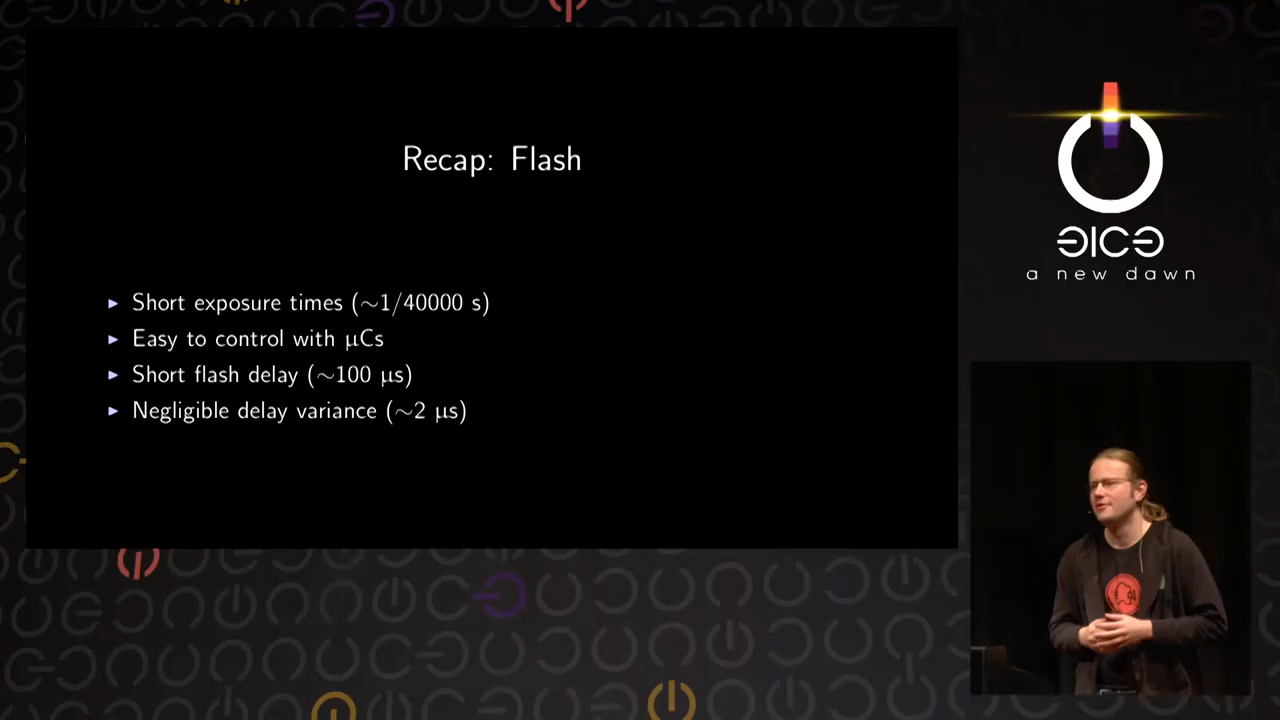 Recap: Flash
Short exposure times (∼1/40000 s)
Easy to control with µCs
Short flash delay (∼100 µs)
Negligible delay variance (∼2 µs)
ЭICЭ
a new dawn